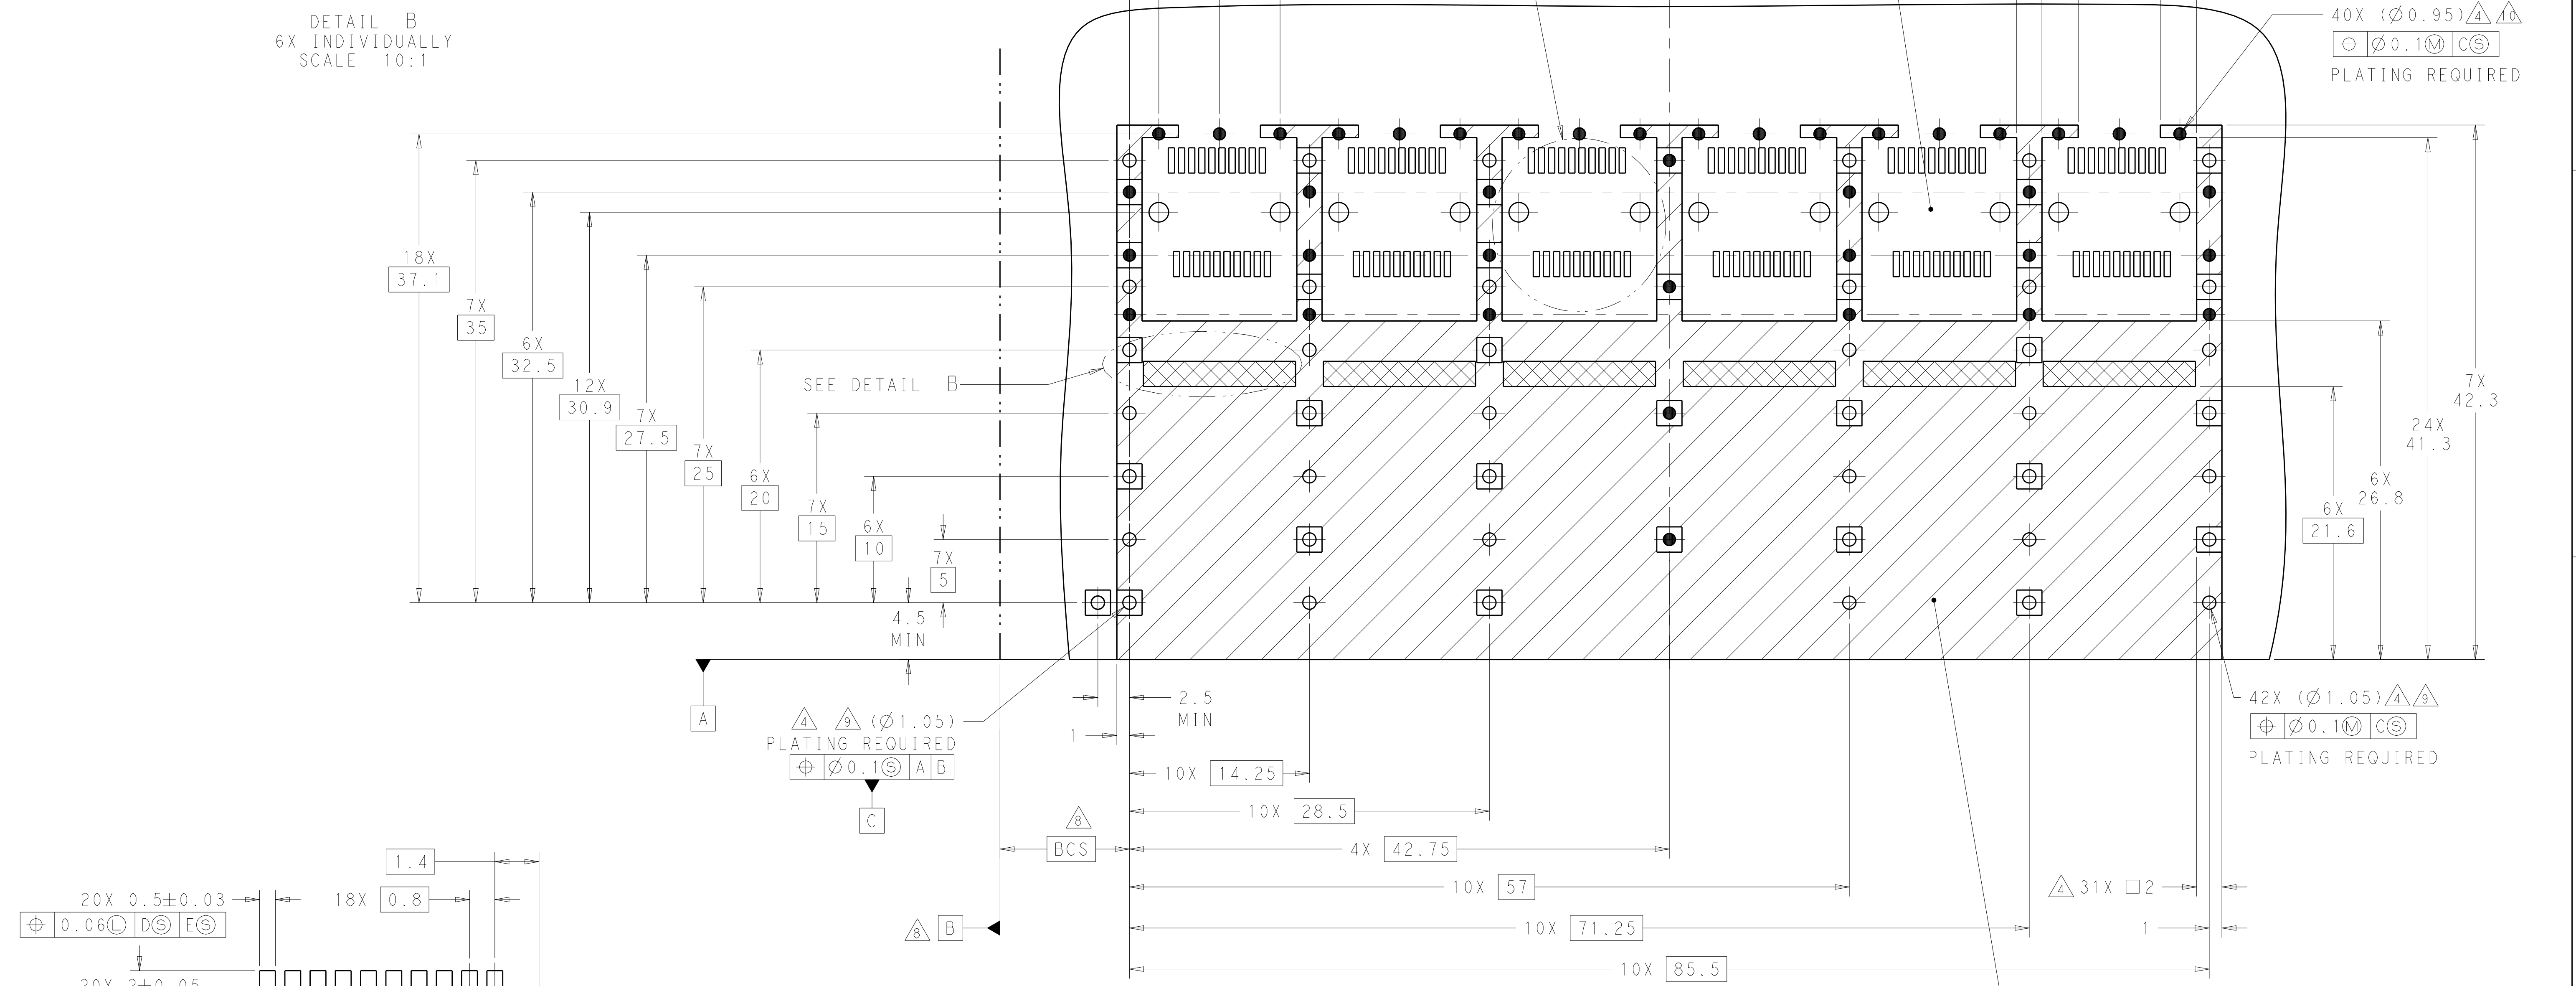 DETAIL B
6X INDIVIDUALLY
SCALE 10:1
40X (Ø0.95) 4 10
⌖ Ø0.1Ⓜ CⓈ
PLATING REQUIRED
18X
37.1
7X
35
6X
32.5
12X
30.9
7X
27.5
7X
25
6X
20
7X
15
6X
10
7X
5
4.5
MIN
SEE DETAIL B
7X
42.3
24X
41.3
6X
26.8
6X
21.6
A
4 9 (Ø1.05)
PLATING REQUIRED
⌖ Ø0.1Ⓢ A B
C
2.5
MIN
1
10X 14.25
10X 28.5
8
BCS
4X 42.75
10X 57
8 B
10X 71.25
10X 85.5
42X (Ø1.05) 4 9
⌖ Ø0.1Ⓜ CⓈ
PLATING REQUIRED
4 31X □2
1
1.4
20X 0.5±0.03
18X 0.8
⌖ 0.06Ⓛ DⓈ EⓈ
20X 2±0.05